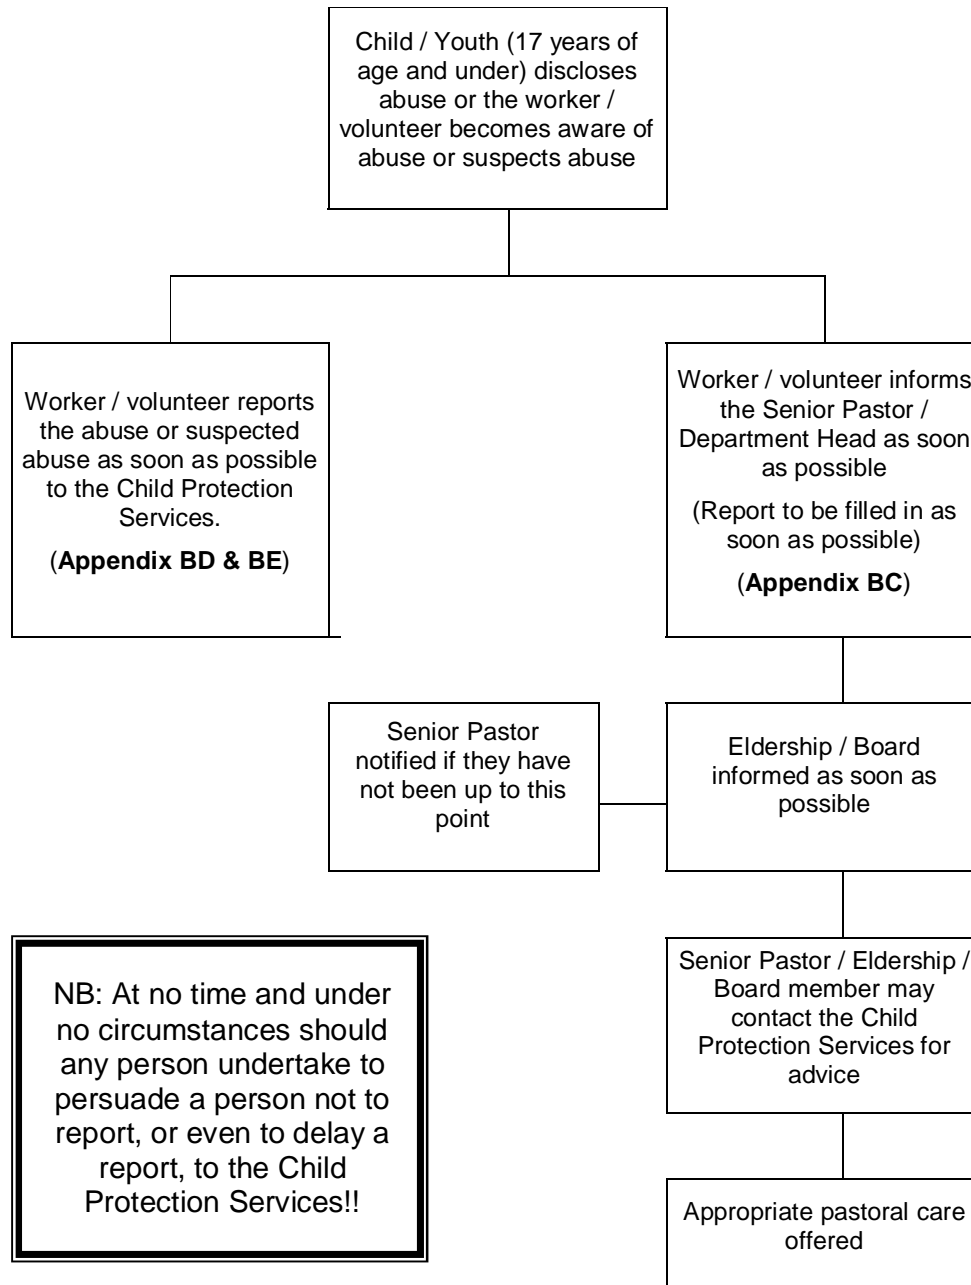 Child / Youth (17 years of
age and under) discloses
abuse or the worker /
volunteer becomes aware of
abuse or suspects abuse
Worker / volunteer reports
the abuse or suspected
abuse as soon as possible
to the Child Protection
Services.
(Appendix BD & BE)
Worker / volunteer informs
the Senior Pastor /
Department Head as soon
as possible
(Report to be filled in as
soon as possible)
(Appendix BC)
Senior Pastor
notified if they have
not been up to this
point
Eldership / Board
informed as soon as
possible
NB: At no time and under
no circumstances should
any person undertake to
persuade a person not to
report, or even to delay a
report, to the Child
Protection Services!!
Senior Pastor / Eldership /
Board member may
contact the Child
Protection Services for
advice
Appropriate pastoral care
offered